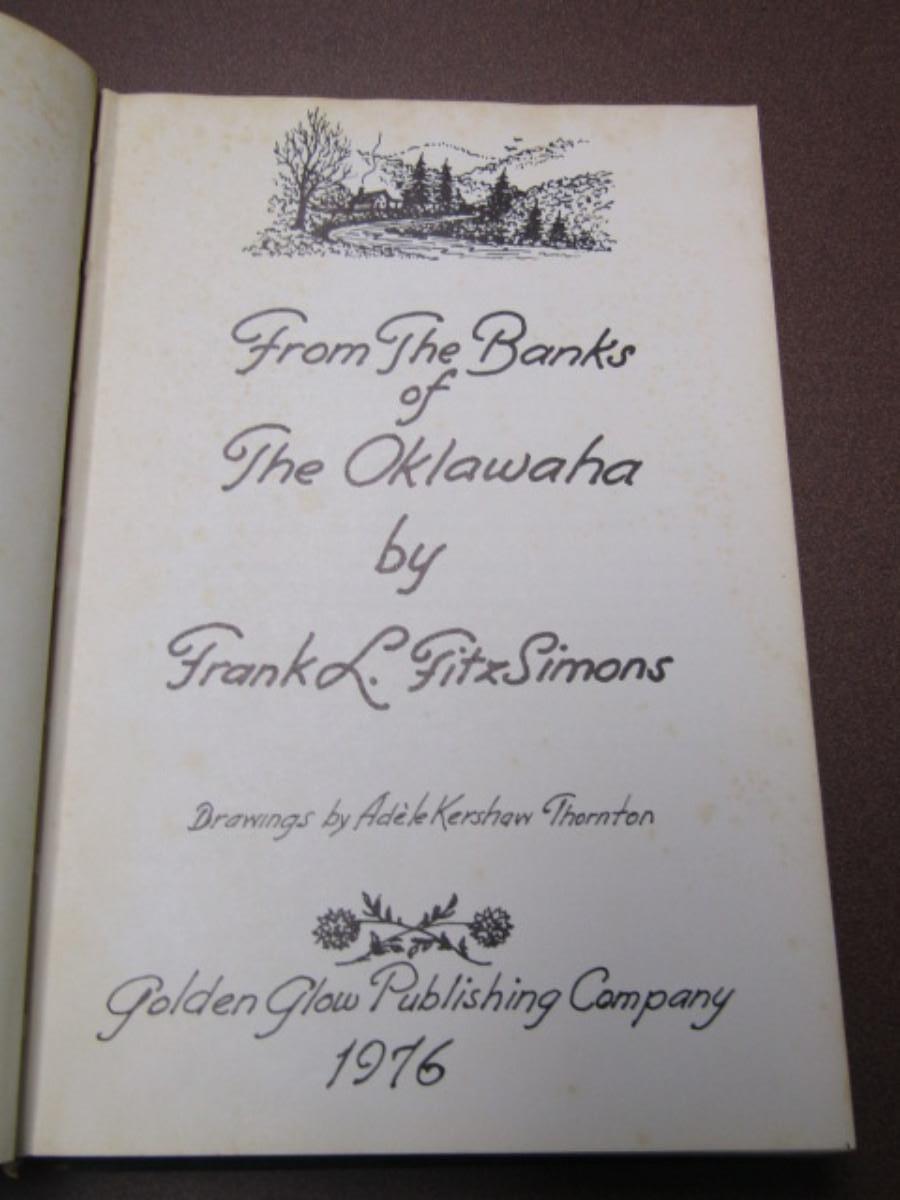 From The Banks
of
The Oklawaha
by
Frank L. FitzSimons
Drawings by Adèle Kershaw Thornton
Golden Glow Publishing Company
1976